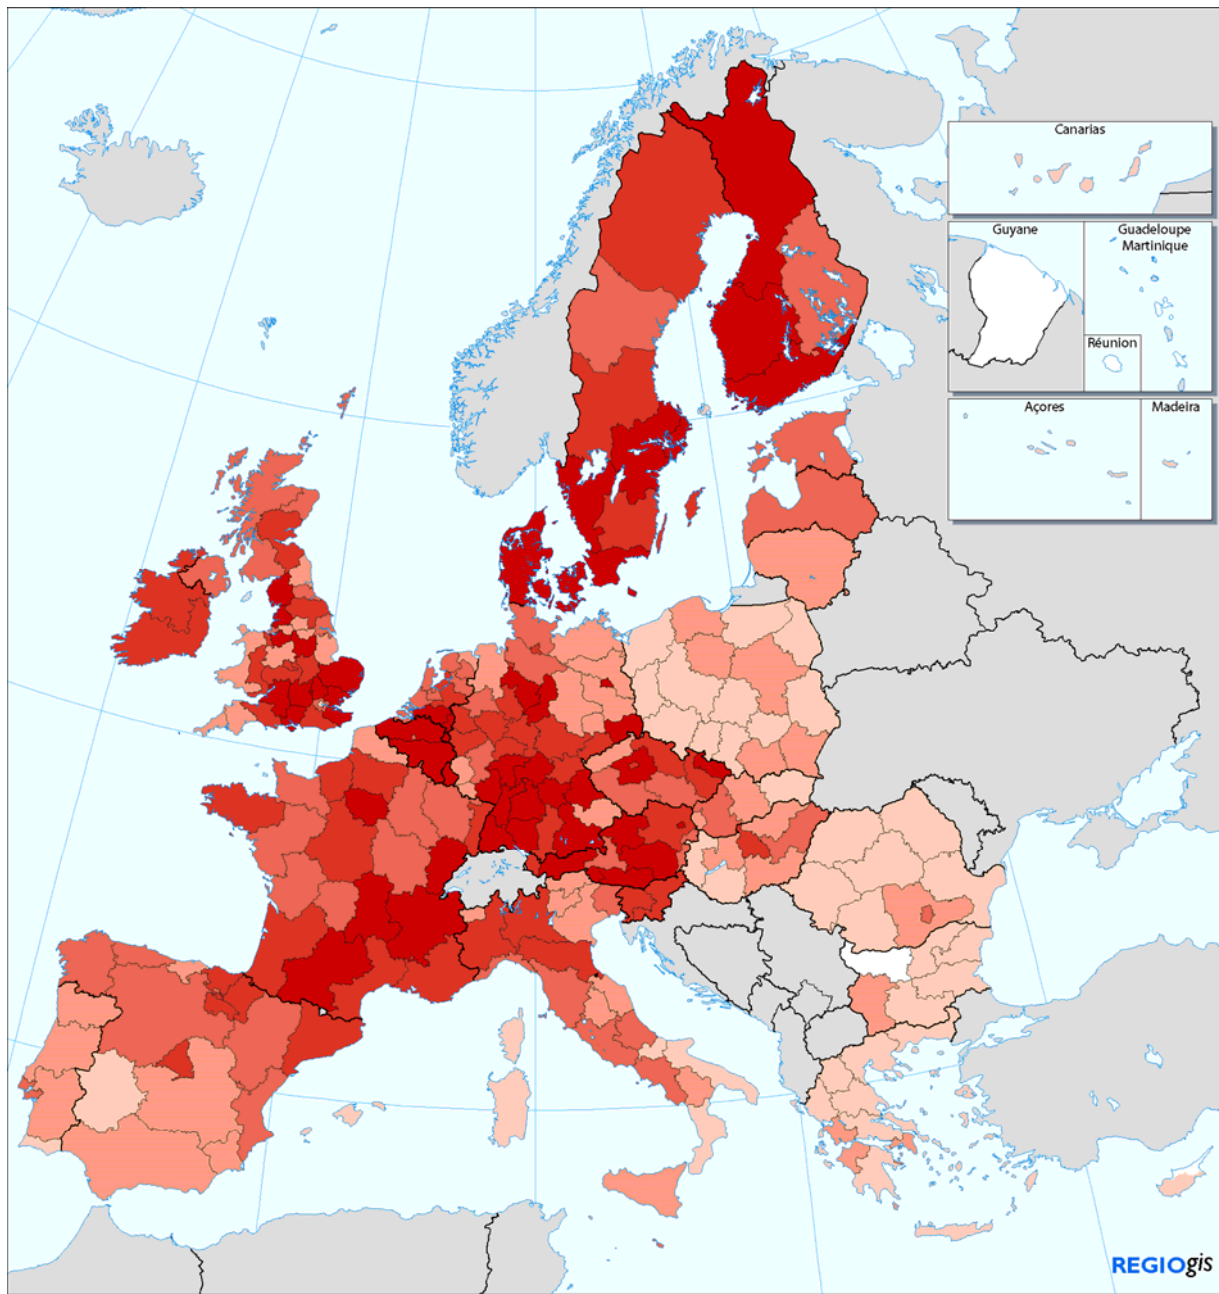 Canarias
Guyane
Guadeloupe
Martinique
Réunion
Açores
Madeira
REGIOgis